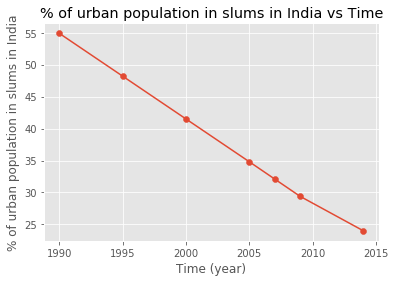 % of urban population in slums in India vs Time
% of urban population in slums in India
55
50
45
40
35
30
25
1990 1995 2000 2005 2010 2015
Time (year)